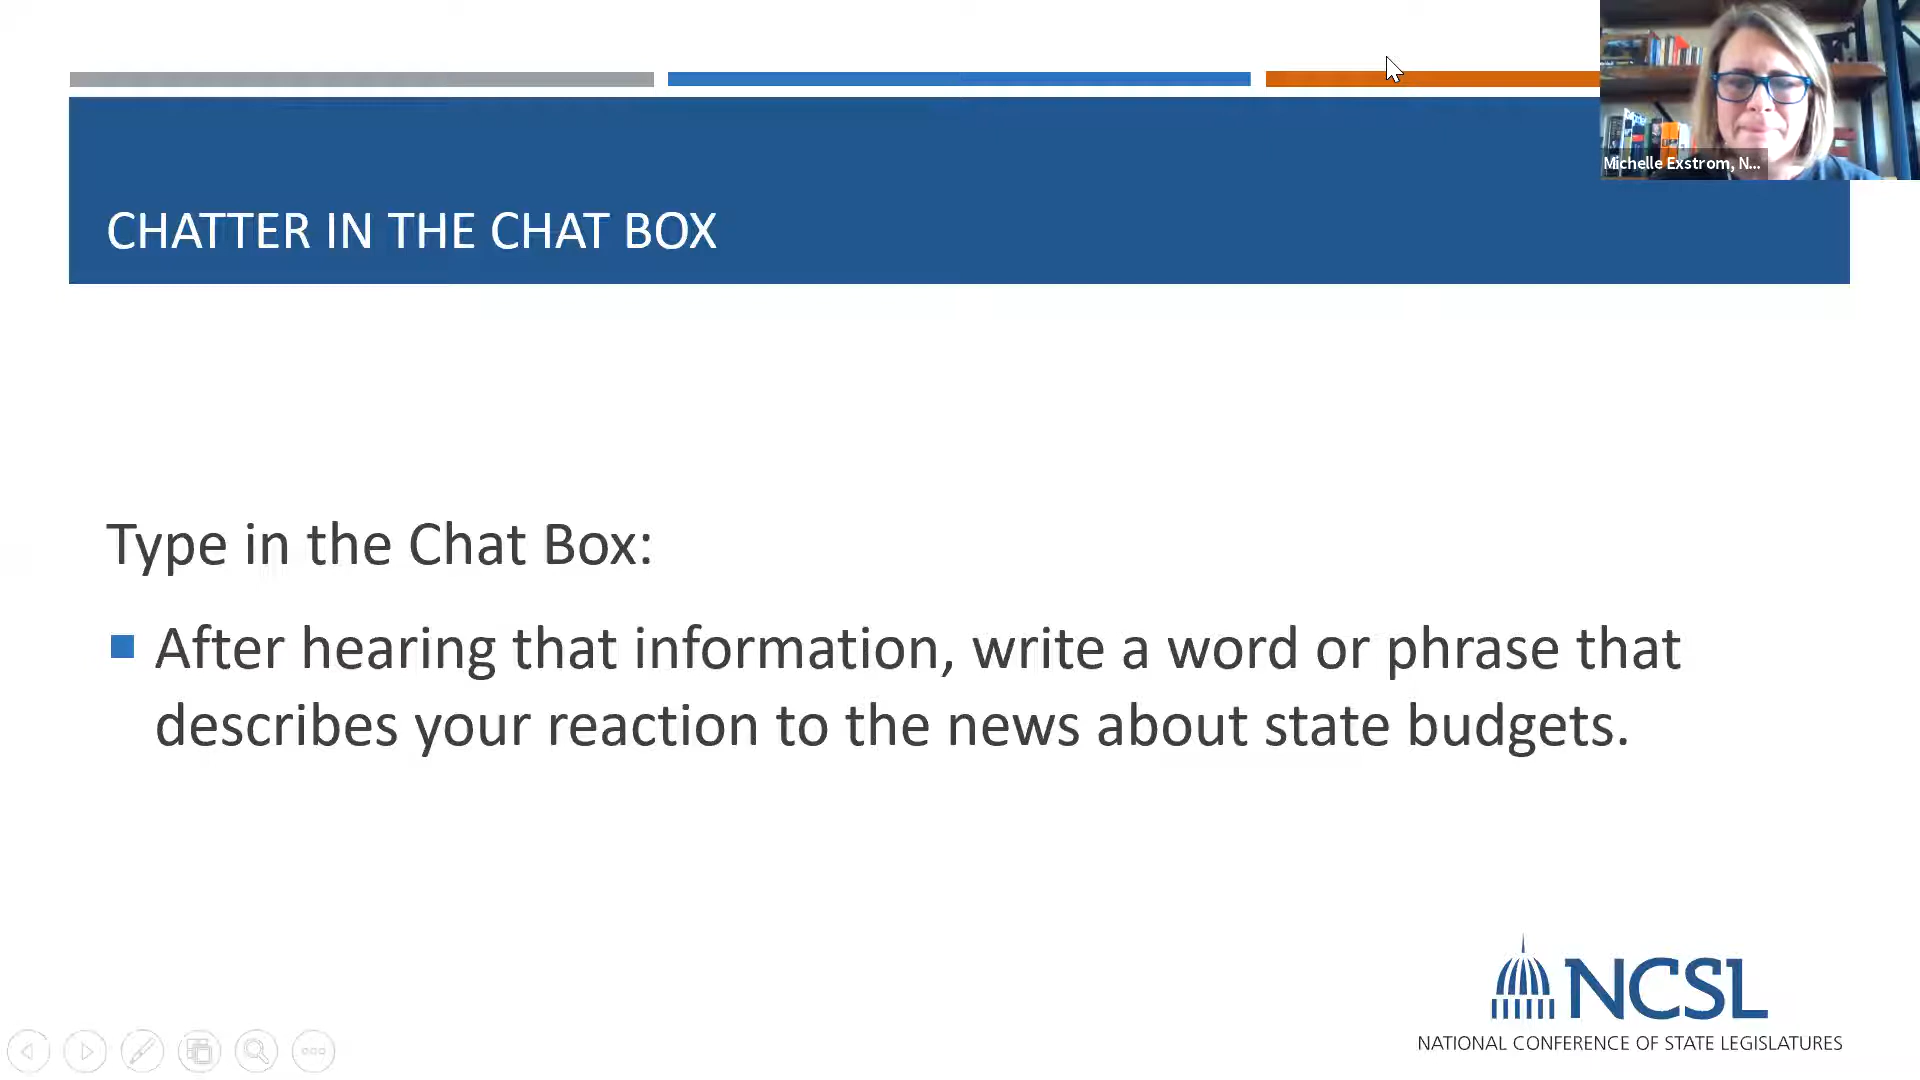 Michelle Exstrom, N...
CHATTER IN THE CHAT BOX
Type in the Chat Box:
After hearing that information, write a word or phrase that
describes your reaction to the news about state budgets.
NCSL
NATIONAL CONFERENCE OF STATE LEGISLATURES